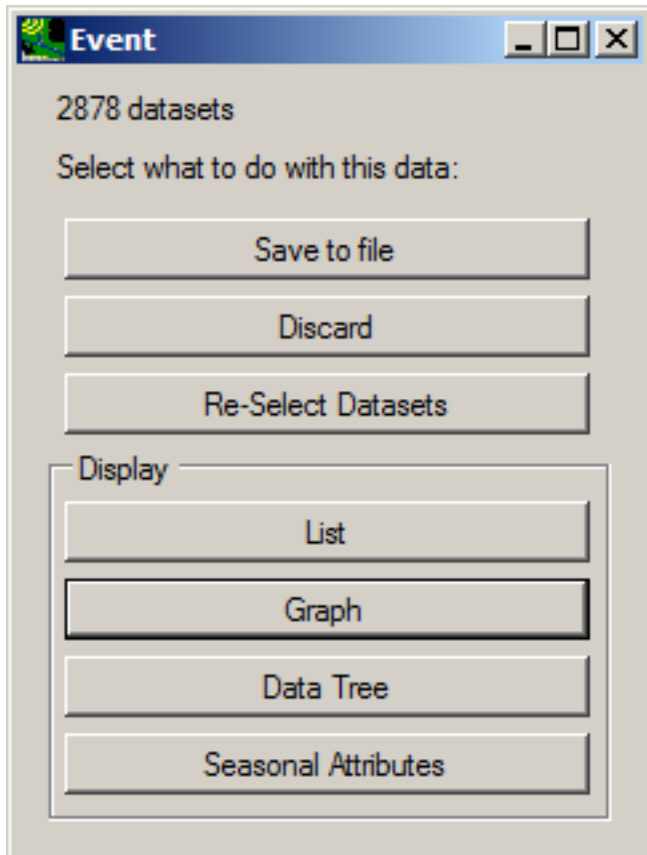 Event
2878 datasets
Select what to do with this data:
Save to file
Discard
Re-Select Datasets
Display
List
Graph
Data Tree
Seasonal Attributes